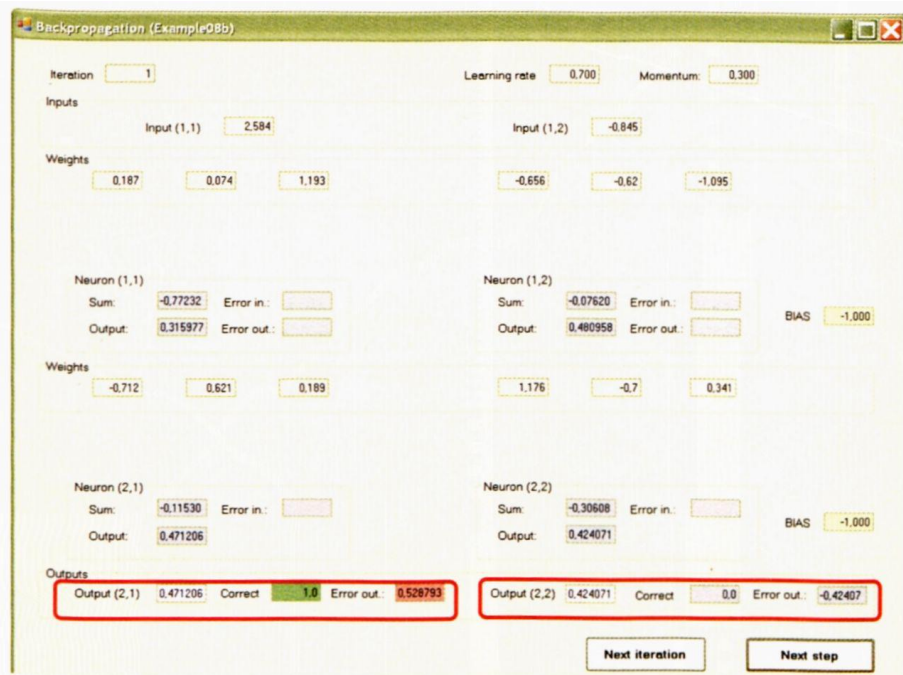 Backpropagation (Example08b)
Iteration 1 Learning rate 0,700 Momentum: 0,300
Inputs
Input (1,1) 2,584 Input (1,2) -0,845
Weights
0,187 0,074 1,193 -0,656 -0,62 -1,095
Neuron (1,1) Neuron (1,2)
Sum: -0,77232 Error in.: Sum: -0,07620 Error in.:
BIAS -1,000
Output: 0,315977 Error out.: Output: 0,480958 Error out.:
Weights
-0,712 0,621 0,189 1,176 -0,7 0,341
Neuron (2,1) Neuron (2,2)
Sum: -0,11530 Error in.: Sum: -0,30608 Error in.:
BIAS -1,000
Output: 0,471206 Output: 0,424071
Outputs
Output (2,1) 0,471206 Correct 1,0 Error out.: 0,528793 Output (2,2) 0,424071 Correct 0,0 Error out.: -0,42407
Next iteration Next step